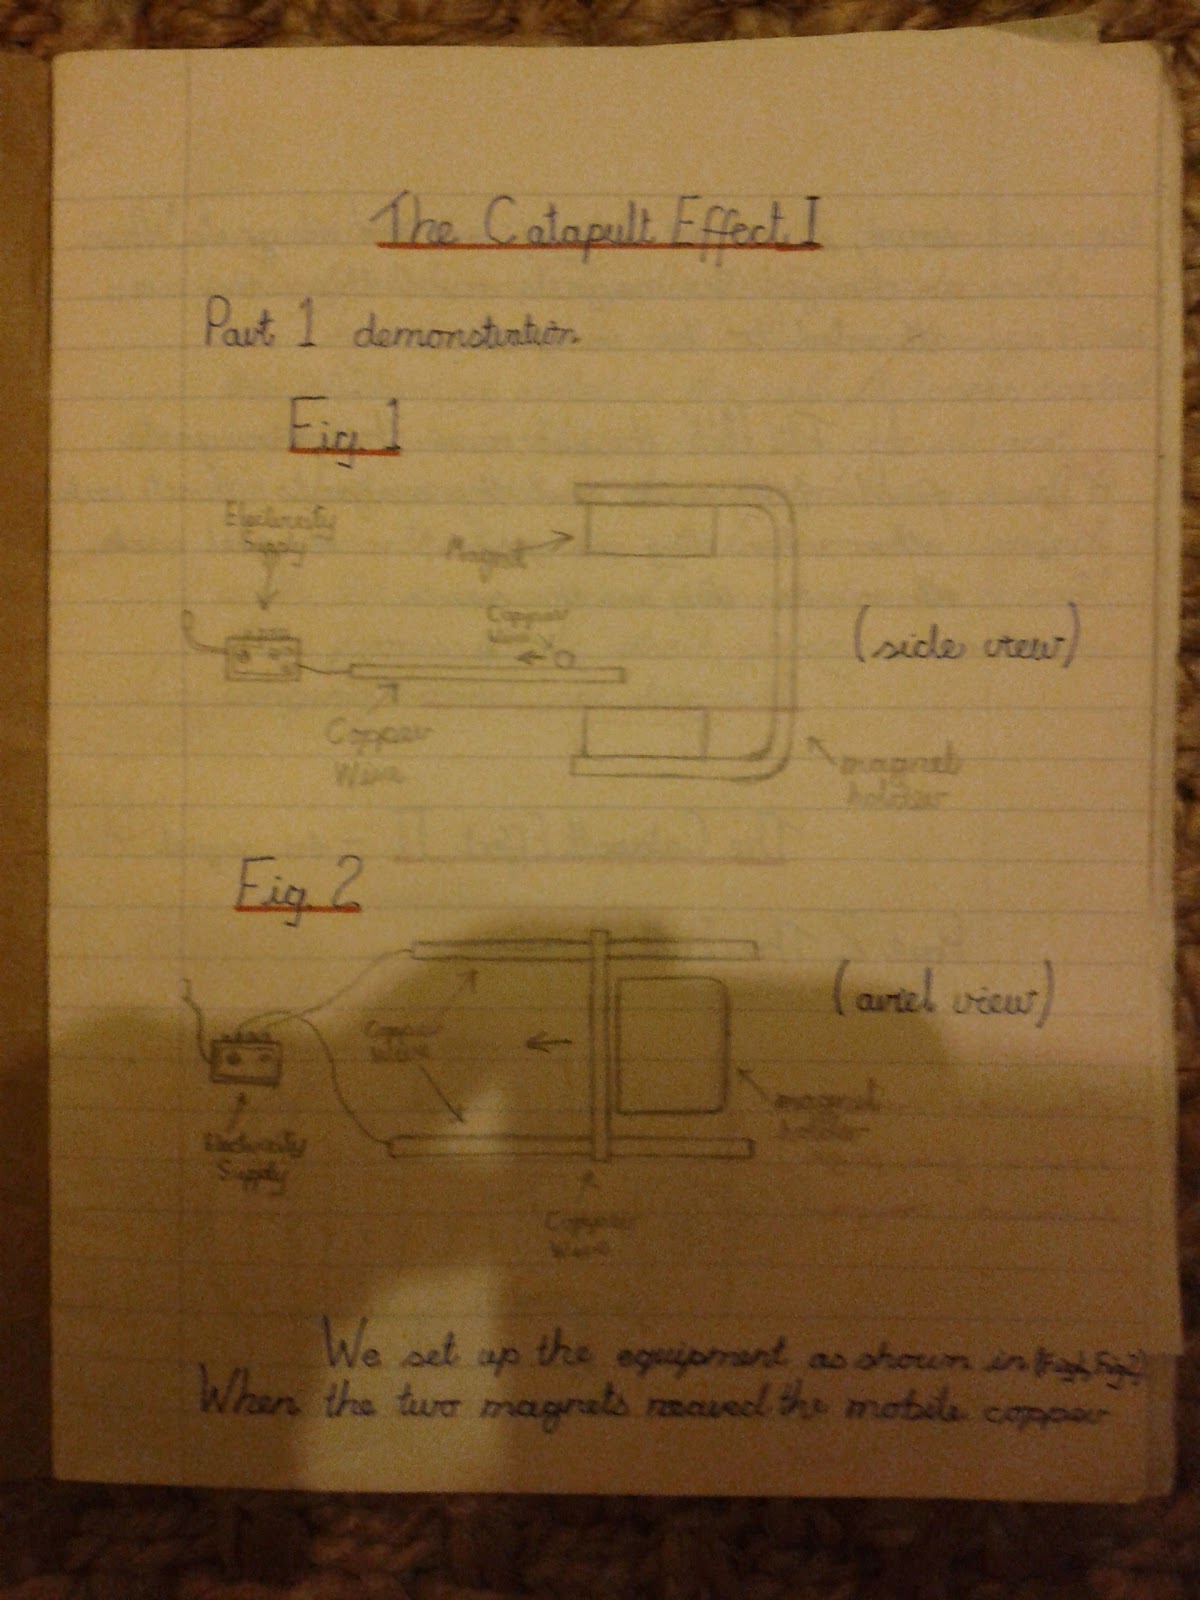 The Catapult Effect I
Part 1 demonstration
Fig. 1
Electricity
Supply
Magnet
Copper
Wire
(side view)
Copper
Wire
magnet
holder
Fig. 2
(ariel view)
Copper
Wire
magnet
holder
Electricity
Supply
Copper
Wire
We set up the equipment as shown in (Fig1, Fig2)
When the two magnets neared the mobile copper